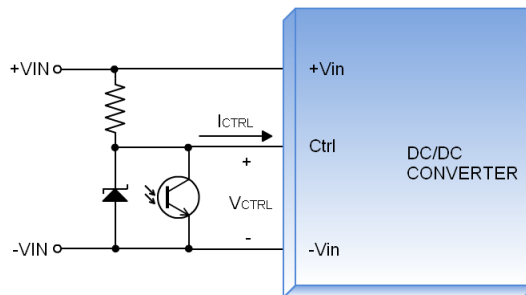 +VIN
+Vin
ICTRL
Ctrl
+
DC/DC
CONVERTER
VCTRL
-
-VIN
-Vin